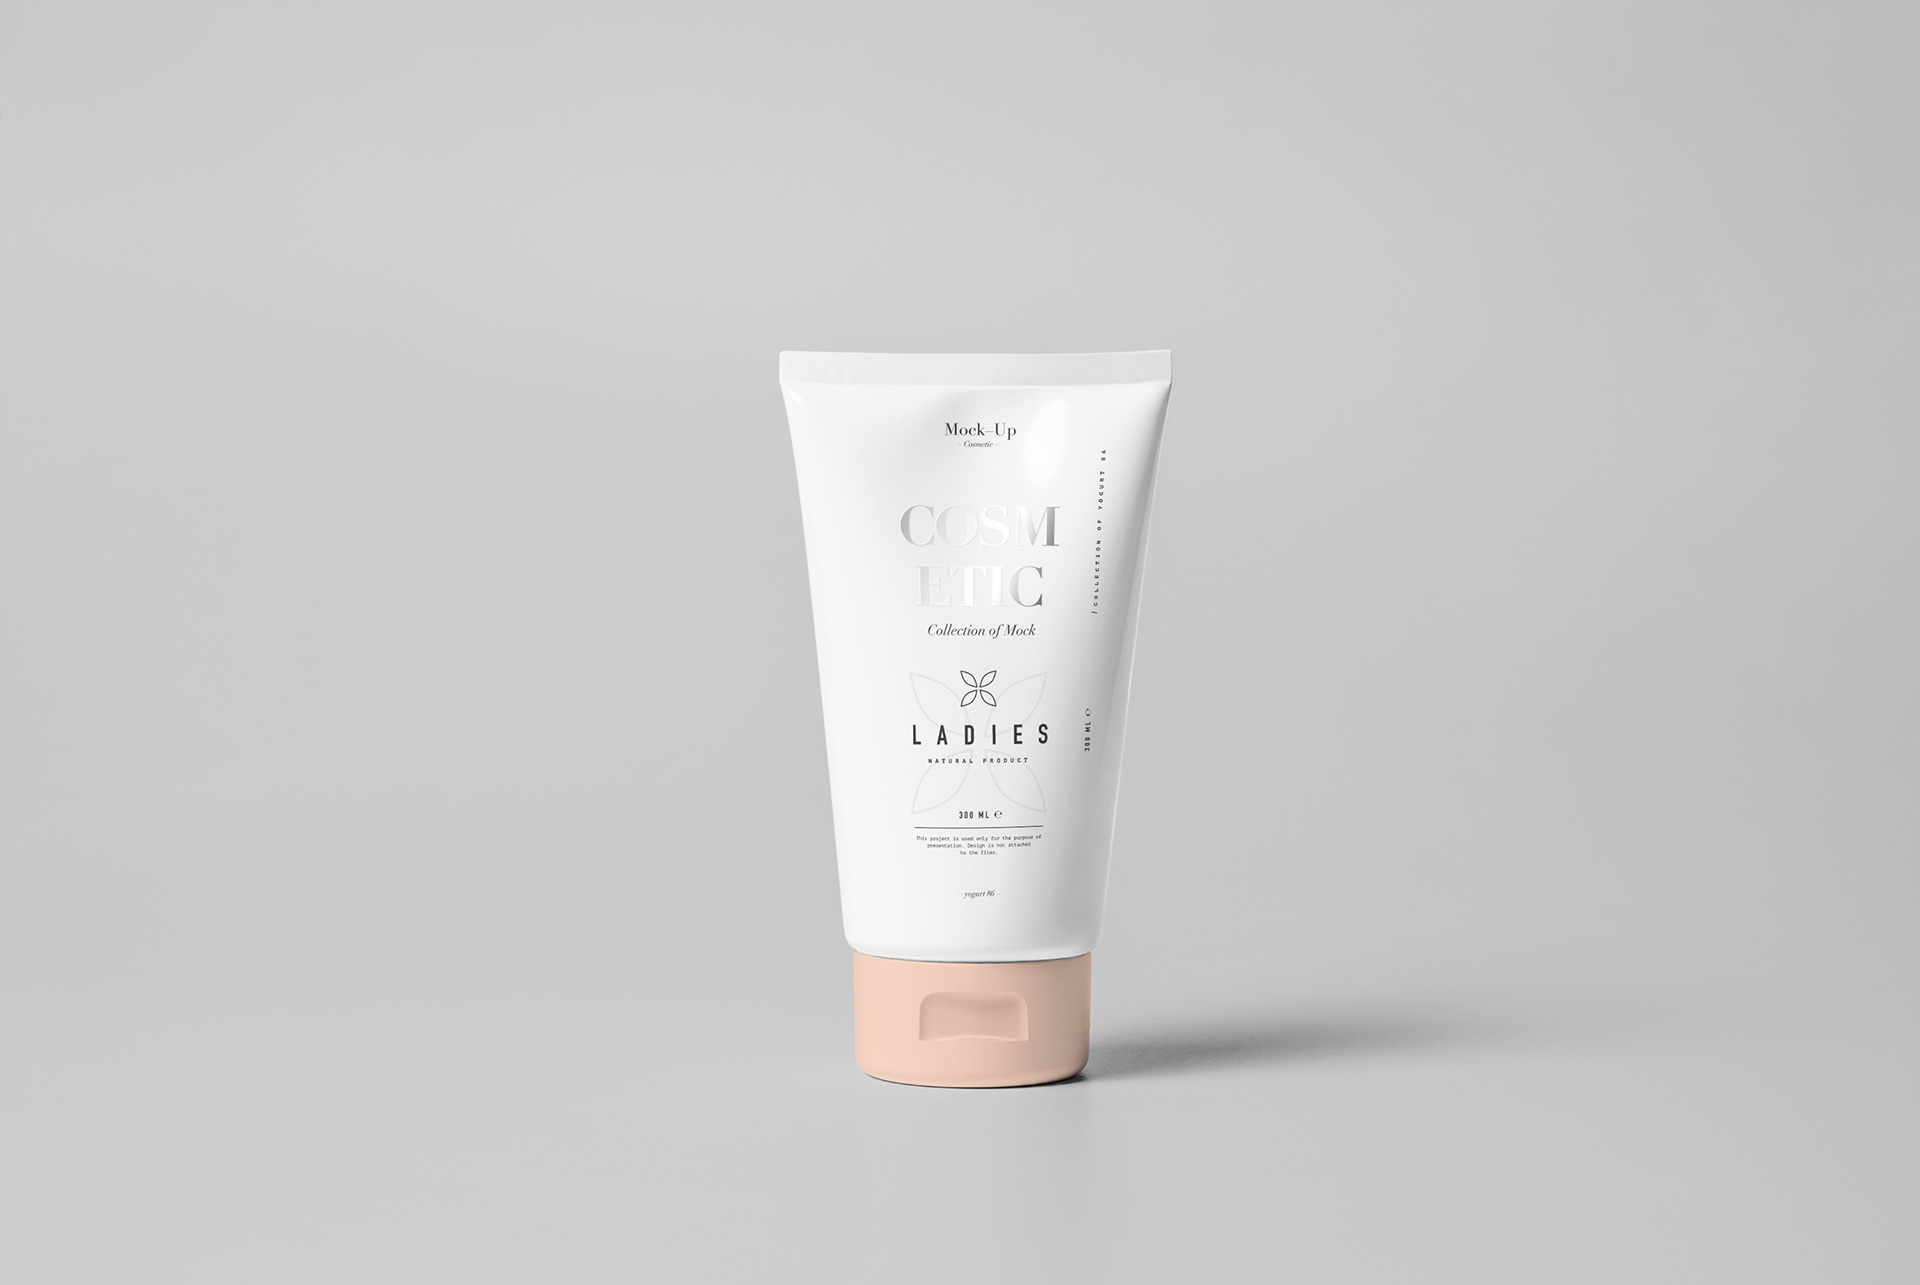 Mock–Up
– Cosmetic –
COSM
ETIC
Collection of Mock
LADIES
NATURAL PRODUCT
300 ML ℮
This project is used only for the purpose of
presentation. Design is not attached
to the files.
– yogurt 86 –
/COLLECTION OF YOGURT 86
300 ML ℮